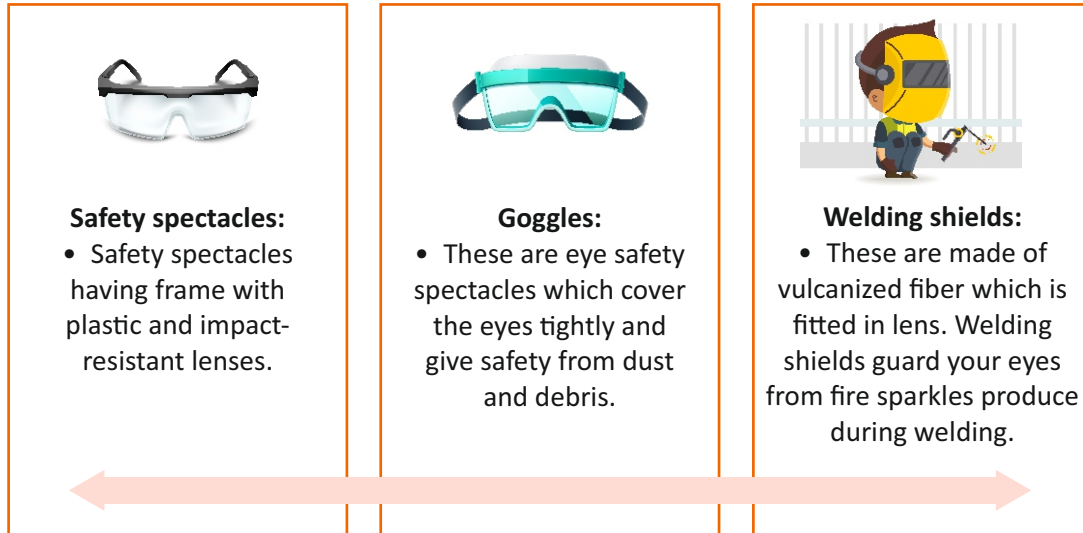 Safety spectacles:
• Safety spectacles
having frame with
plastic and impact-
resistant lenses.
Goggles:
• These are eye safety
spectacles which cover
the eyes tightly and
give safety from dust
and debris.
Welding shields:
• These are made of
vulcanized fiber which is
fitted in lens. Welding
shields guard your eyes
from fire sparkles produce
during welding.